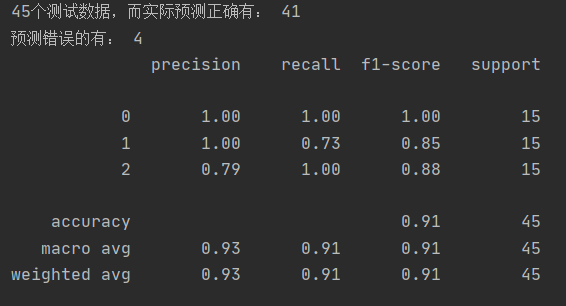 45个测试数据，而实际预测正确有： 41
预测错误的有： 4
precision recall f1-score support
0 1.00 1.00 1.00 15
1 1.00 0.73 0.85 15
2 0.79 1.00 0.88 15
accuracy 0.91 45
macro avg 0.93 0.91 0.91 45
weighted avg 0.93 0.91 0.91 45